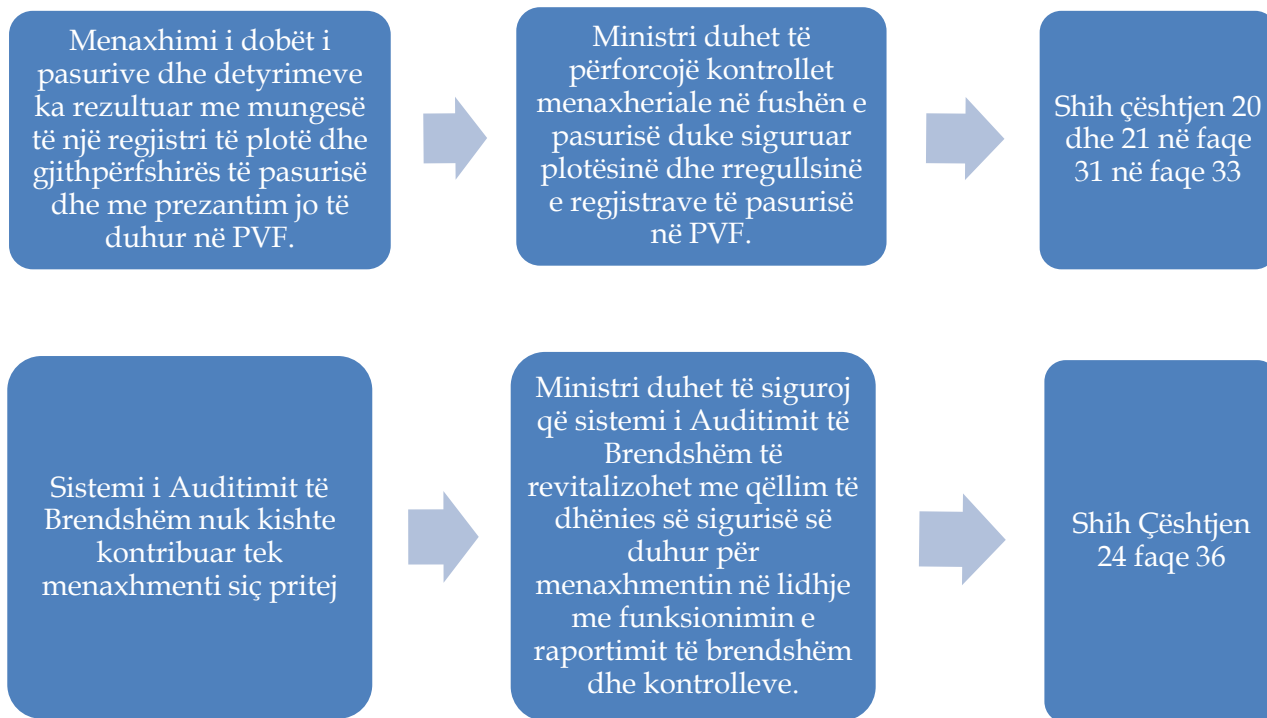 Menaxhimi i dobët i
pasurive dhe detyrimeve
ka rezultuar me mungesë
të një regjistri të plotë dhe
gjithpërfshirës të pasurisë
dhe me prezantim jo të
duhur në PVF.
Ministri duhet të
përforcojë kontrollet
menaxheriale në fushën e
pasurisë duke siguruar
plotësinë dhe rregullsinë
e regjistrave të pasurisë
në PVF.
Shih çështjen 20
dhe 21 në faqe
31 në faqe 33
Sistemi i Auditimit të
Brendshëm nuk kishte
kontribuar tek
menaxhmenti siç pritej
Ministri duhet të siguroj
që sistemi i Auditimit të
Brendshëm të
revitalizohet me qëllim të
dhënies së sigurisë së
duhur për
menaxhmentin në lidhje
me funksionimin e
raportimit të brendshëm
dhe kontrolleve.
Shih Çështjen
24 faqe 36